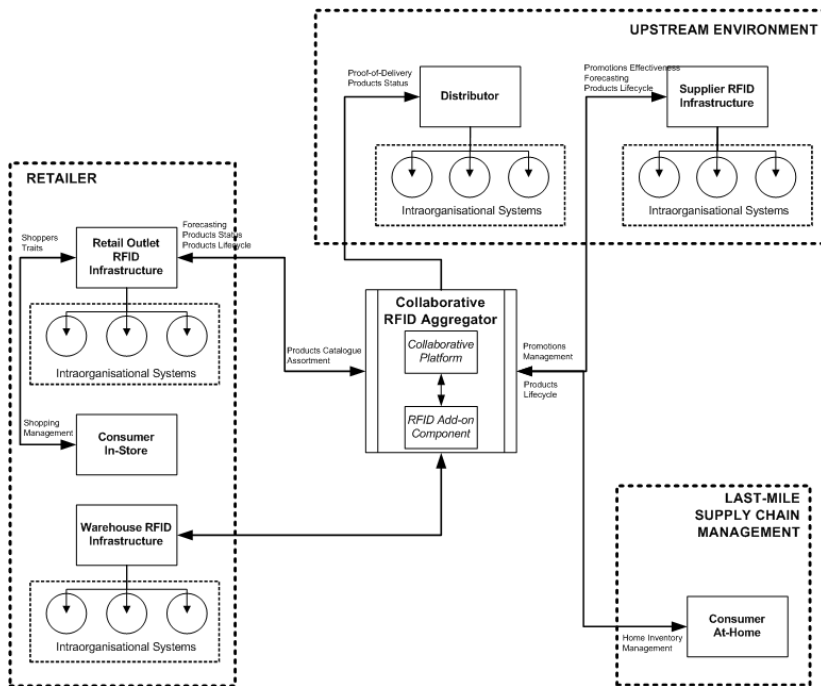 UPSTREAM ENVIRONMENT
Proof-of-Delivery
Products Status
Distributor
Intraorganisational Systems
Promotions Effectiveness
Forecasting
Products Lifecycle
Supplier RFID
Infrastructure
Intraorganisational Systems
RETAILER
Shoppers
Traits
Retail Outlet
RFID
Infrastructure
Forecasting
Products Status
Products Lifecycle
Intraorganisational Systems
Shopping
Management
Consumer
In-Store
Warehouse RFID
Infrastructure
Intraorganisational Systems
Products Catalogue
Assortment
Collaborative
RFID Aggregator
Collaborative
Platform
RFID Add-on
Component
Promotions
Management
Products
Lifecycle
LAST-MILE
SUPPLY CHAIN
MANAGEMENT
Home Inventory
Management
Consumer
At-Home